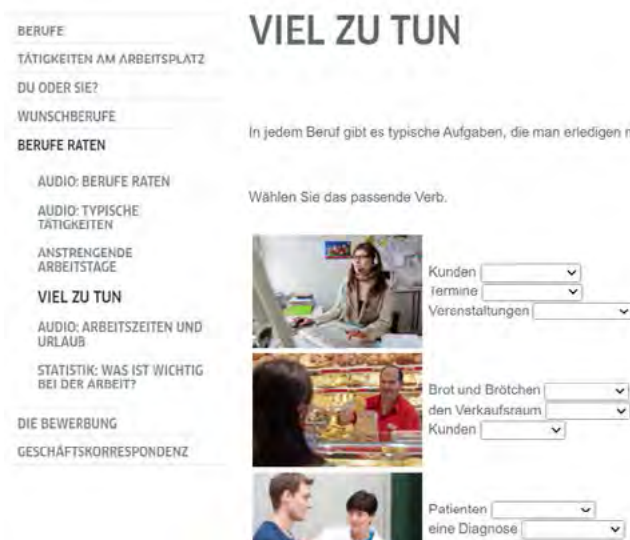 BERUFE
TÄTIGKEITEN AM ARBEITSPLATZ
DU ODER SIE?
WUNSCHBERUFE
BERUFE RATEN
AUDIO: BERUFE RATEN
AUDIO: TYPISCHE
TÄTIGKEITEN
ANSTRENGENDE
ARBEITSTAGE
VIEL ZU TUN
AUDIO: ARBEITSZEITEN UND
URLAUB
STATISTIK: WAS IST WICHTIG
BEI DER ARBEIT?
DIE BEWERBUNG
GESCHÄFTSKORRESPONDENZ
VIEL ZU TUN
In jedem Beruf gibt es typische Aufgaben, die man erledigen
Wählen Sie das passende Verb.
Kunden
Termine
Verenstaltungen
Brot und Brötchen
den Verkaufsraum
Kunden
Patienten
eine Diagnose